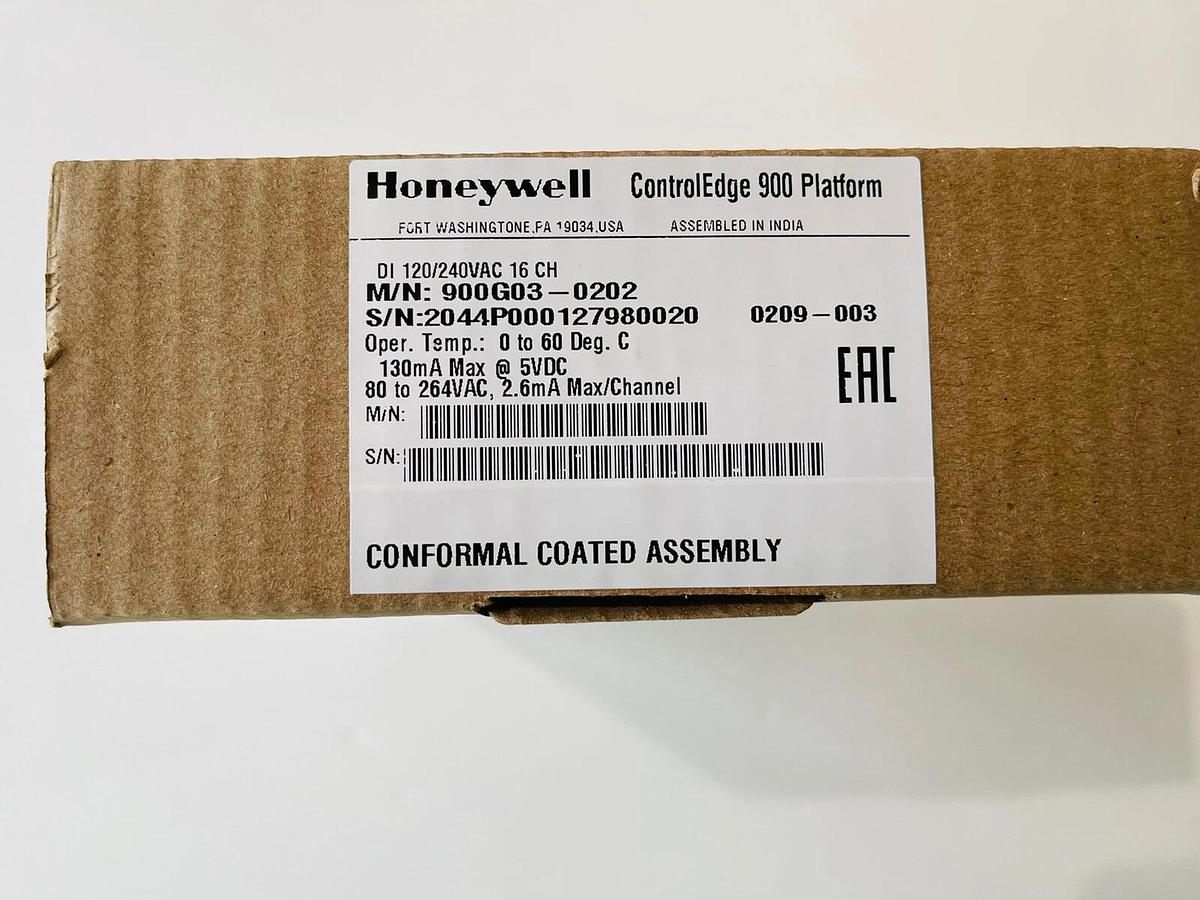 Honeywell ControlEdge 900 Platform
FORT WASHINGTONE,PA 19034,USA ASSEMBLED IN INDIA
DI 120/240VAC 16 CH
M/N: 900G03-0202
S/N:2044P000127980020 0209-003
Oper. Temp.: 0 to 60 Deg. C
130mA Max @ 5VDC
80 to 264VAC, 2.6mA Max/Channel
EAC
M/N:
S/N:
CONFORMAL COATED ASSEMBLY